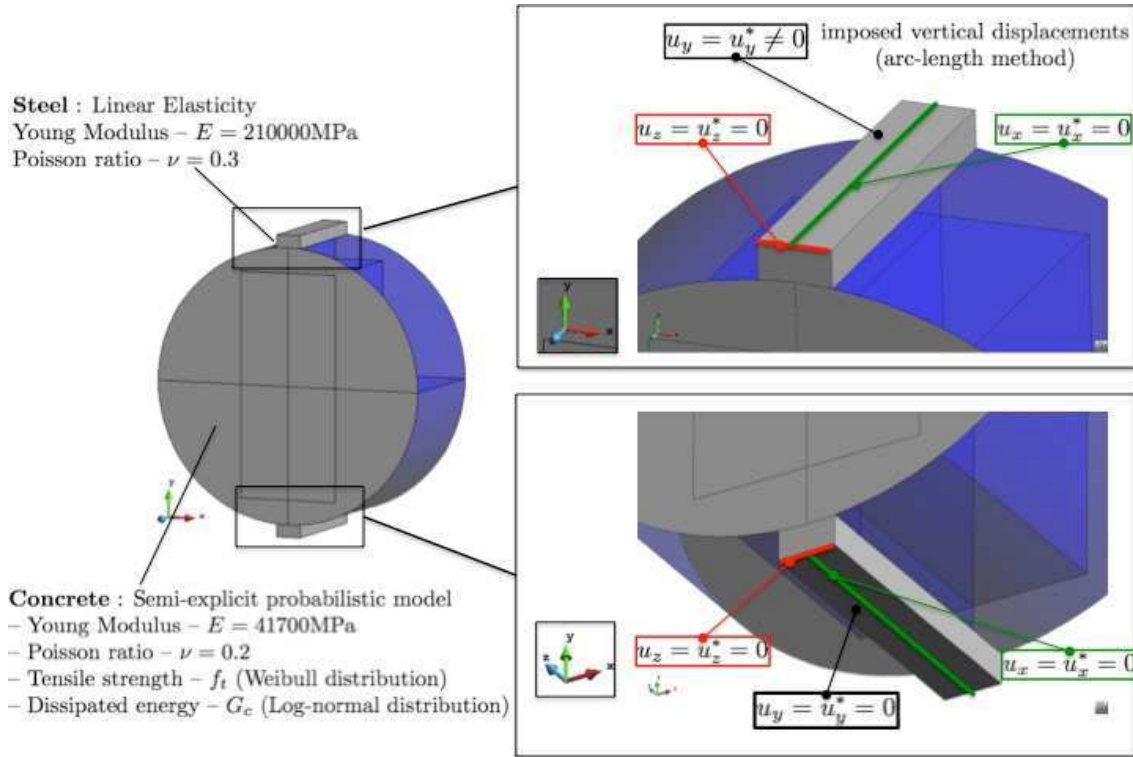 Steel : Linear Elasticity
Young Modulus – E = 210000MPa
Poisson ratio – ν = 0.3
u_y = u_y^* ≠ 0
imposed vertical displacements
(arc-length method)
u_z = u_z^* = 0
u_x = u_x^* = 0
y
x
y
x
Concrete : Semi-explicit probabilistic model
– Young Modulus – E = 41700MPa
– Poisson ratio – ν = 0.2
– Tensile strength – f_t (Weibull distribution)
– Dissipated energy – G_c (Log-normal distribution)
y
z
x
u_z = u_z^* = 0
u_x = u_x^* = 0
u_y = u_y^* = 0